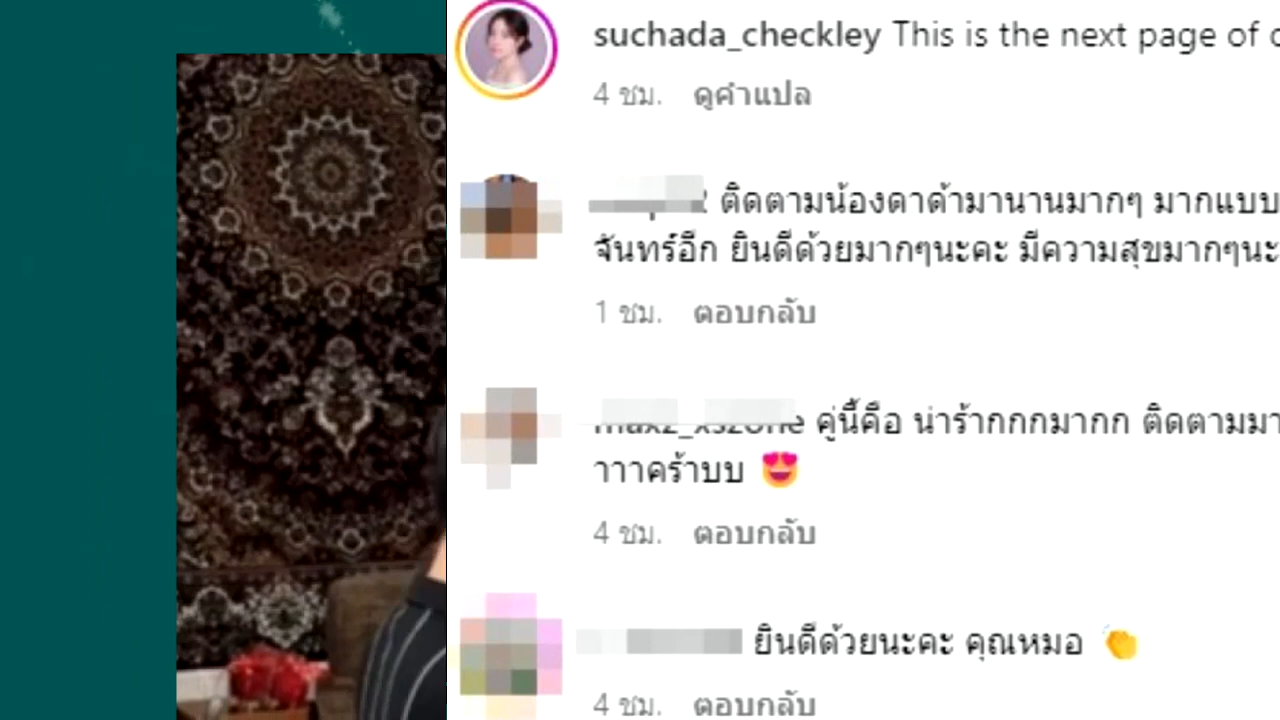 suchada_checkley This is the next page of
4 ชม. ดูคำแปล
ติดตามน้องดาด้ามานานมากๆ มากแบบ
จันทร์อีก ยินดีด้วยมากๆนะคะ มีความสุขมากๆนะ
1 ชม. ตอบกลับ
คู่นี้คือ น่าร้ากกกมากก ติดตามมา
าาาคร้าบบ 😍
4 ชม. ตอบกลับ
ยินดีด้วยนะคะ คุณหมอ 👏
4 ชม. ตอบกลับ